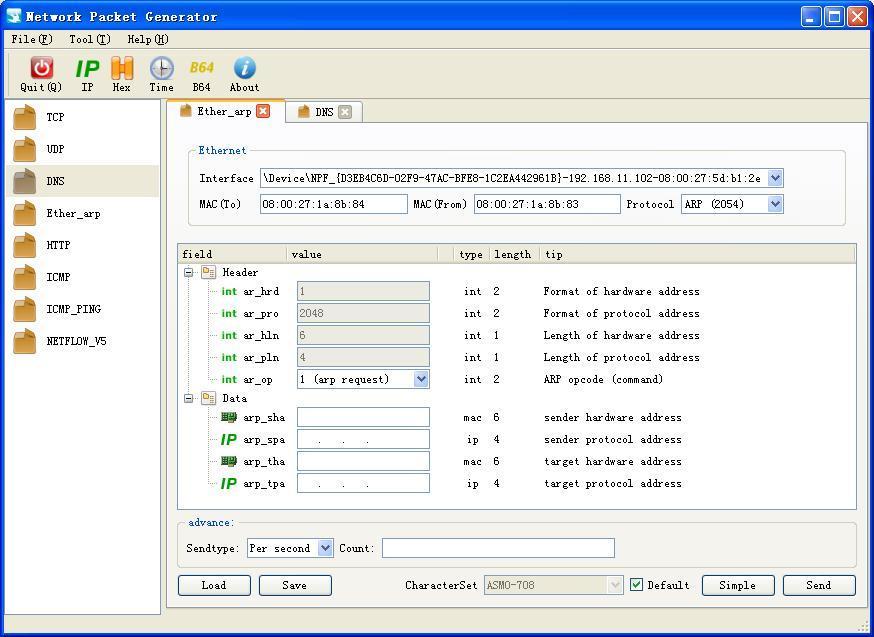 Network Packet Generator
File(F) Tool(T) Help(H)
IP B64
Quit(Q) IP Hex Time B64 About
TCP
UDP
DNS
Ether_arp
HTTP
ICMP
ICMP_PING
NETFLOW_V5
Ether_arp DNS
Ethernet
Interface \Device\NPF_{D3EB4C6D-02F9-47AC-BFE8-1C2EA442961B}-192.168.11.102-08:00:27:5d:b1:2e
MAC(To) 08:00:27:1a:8b:84 MAC(From) 08:00:27:1a:8b:83 Protocol ARP (2054)
field value type length tip
Header
int ar_hrd 1 int 2 Format of hardware address
int ar_pro 2048 int 2 Format of protocol address
int ar_hln 6 int 1 Length of hardware address
int ar_pln 4 int 1 Length of protocol address
int ar_op 1 (arp request) int 2 ARP opcode (command)
Data
arp_sha mac 6 sender hardware address
IP arp_spa . . . ip 4 sender protocol address
arp_tha mac 6 target hardware address
IP arp_tpa . . . ip 4 target protocol address
advance:
Sendtype: Per second Count:
Load Save CharacterSet ASMO-708 Default Simple Send